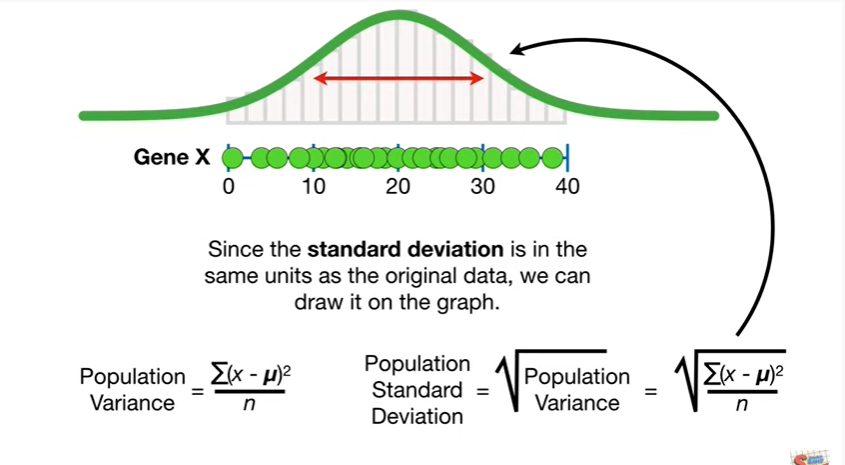 Gene X
0 10 20 30 40
Since the standard deviation is in the
same units as the original data, we can
draw it on the graph.
Population
Variance
=
Σ(x - μ)²
n
Population
Standard
Deviation
=
√
Population
Variance
=
√
Σ(x - μ)²
n